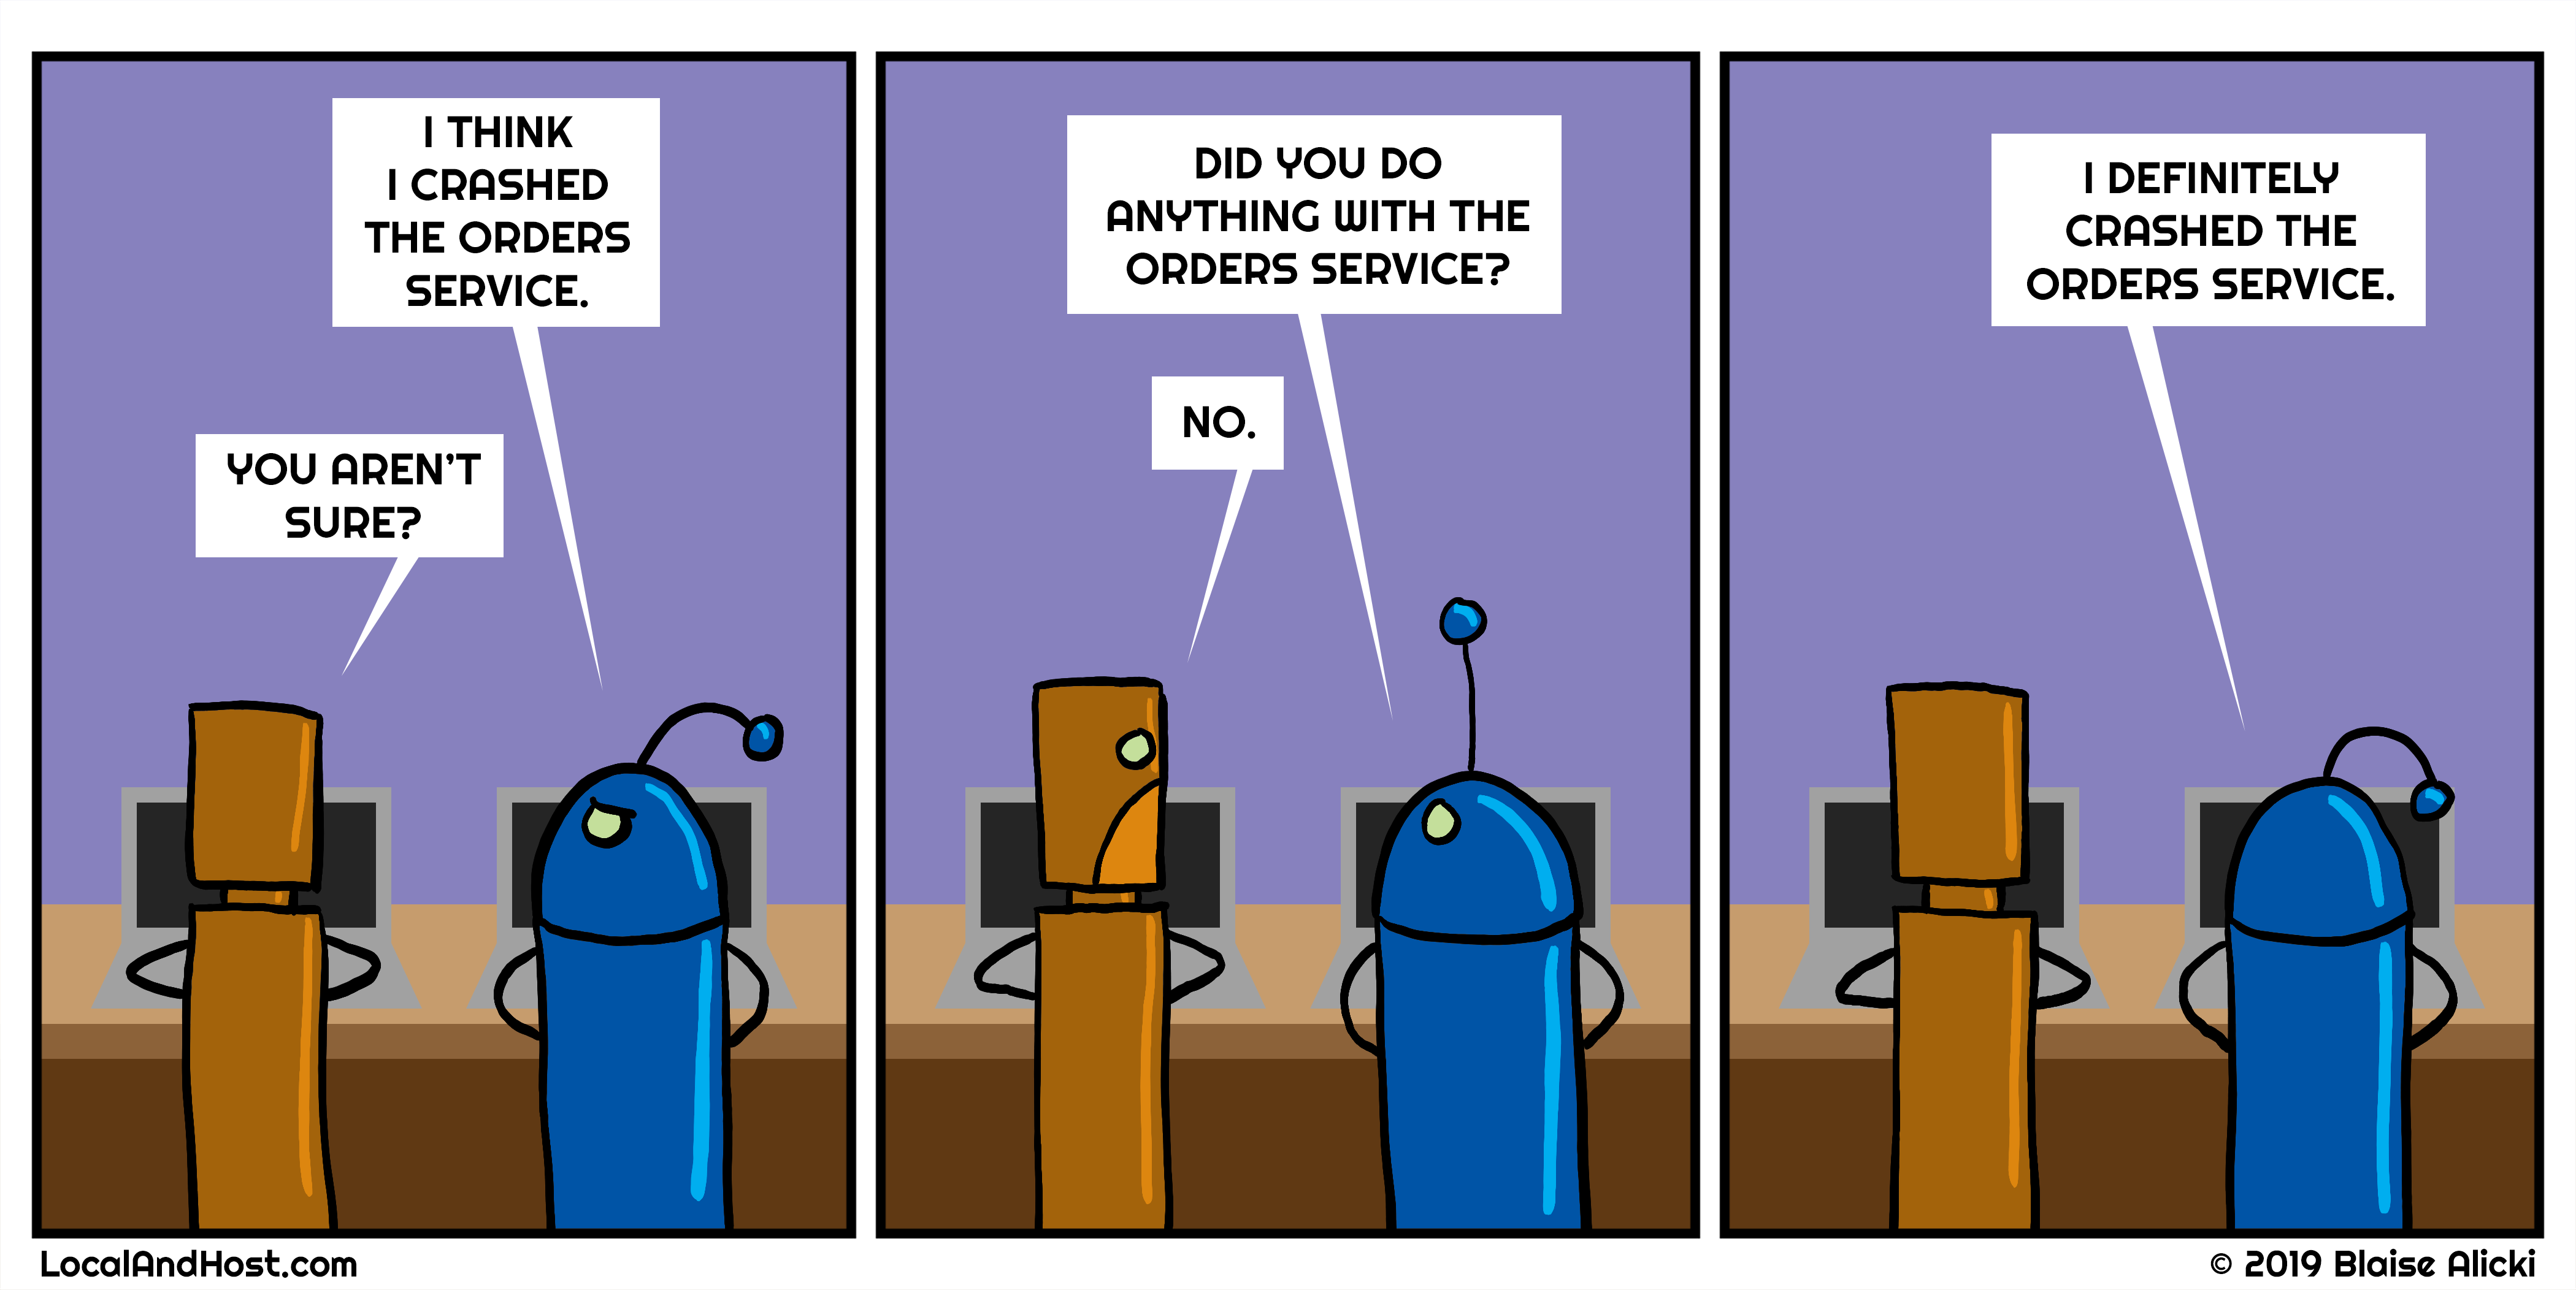 I THINK
I CRASHED
THE ORDERS
SERVICE.
YOU AREN'T
SURE?
DID YOU DO
ANYTHING WITH THE
ORDERS SERVICE?
NO.
I DEFINITELY
CRASHED THE
ORDERS SERVICE.
LocalAndHost.com
© 2019 Blaise Alicki